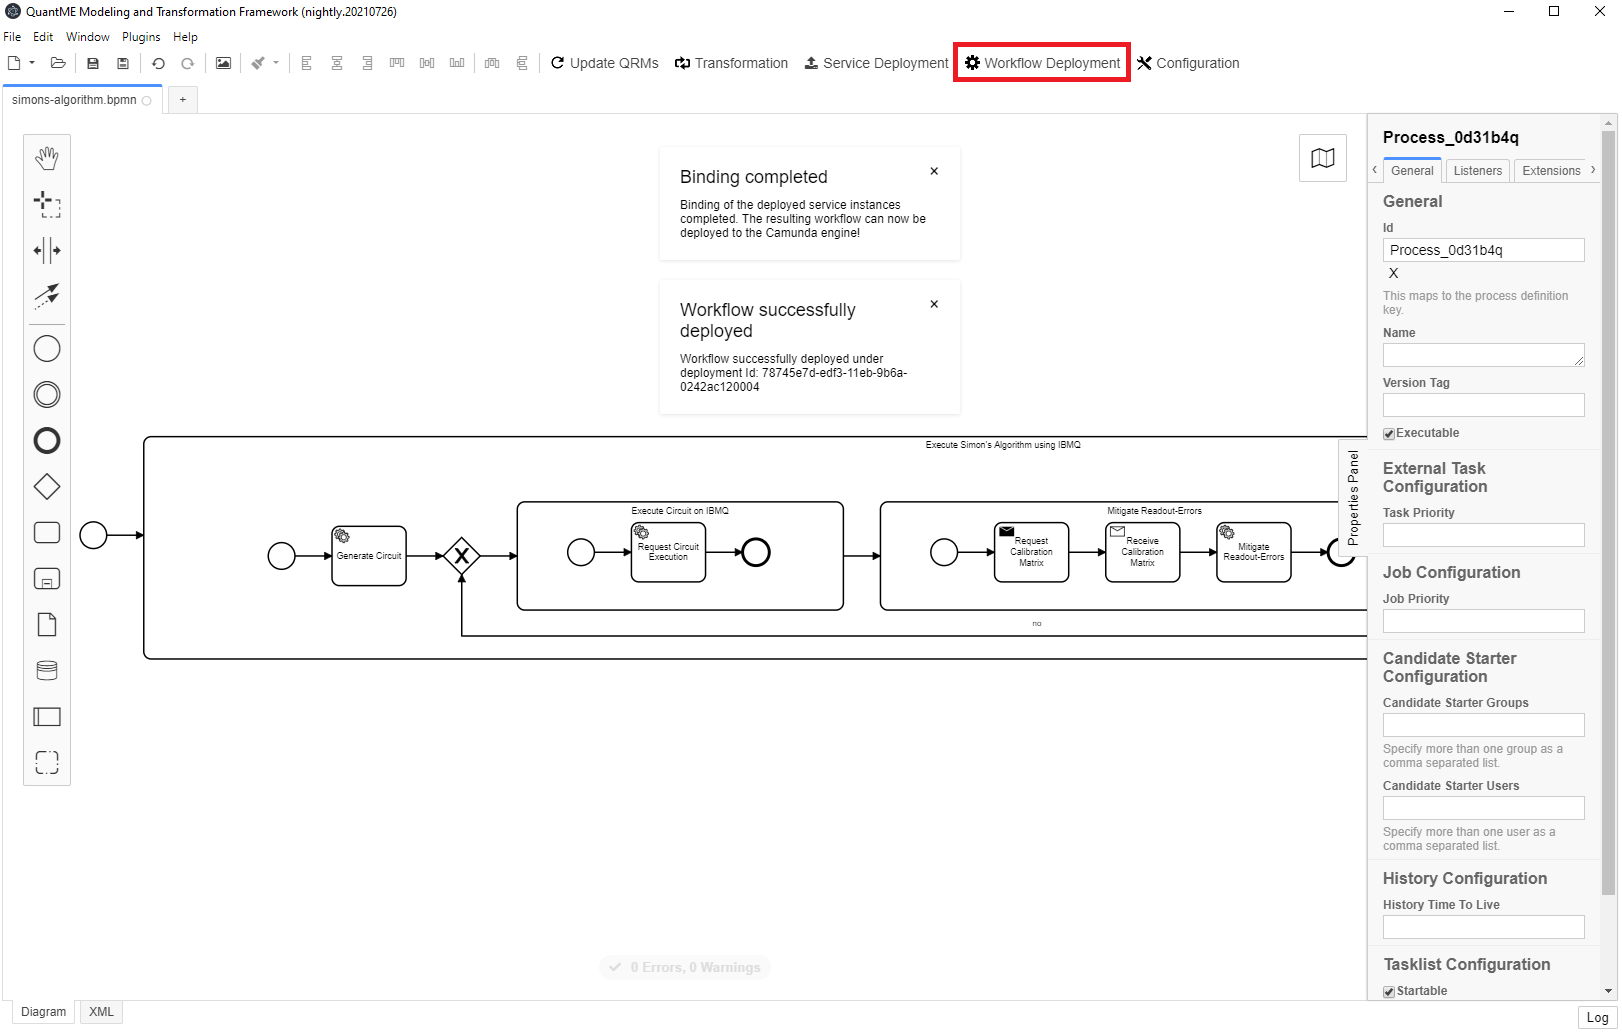 QuantME Modeling and Transformation Framework (nightly.20210726)
File Edit Window Plugins Help
Update QRMs Transformation Service Deployment Workflow Deployment Configuration
simons-algorithm.bpmn
+
Binding completed
Binding of the deployed service instances
completed. The resulting workflow can now be
deployed to the Camunda engine!
Workflow successfully
deployed
Workflow successfully deployed under
deployment Id: 78745e7d-edf3-11eb-9b6a-
0242ac120004
Execute Simon's Algorithm using IBMQ
Generate Circuit
Execute Circuit on IBMQ
Request Circuit
Execution
Mitigate Readout-Errors
Request
Calibration
Matrix
Receive
Calibration
Matrix
Mitigate
Readout-Errors
no
Properties Panel
Process_0d31b4q
General Listeners Extensions
General
Id
Process_0d31b4q
X
This maps to the process definition
key.
Name
Version Tag
Executable
External Task
Configuration
Task Priority
Job Configuration
Job Priority
Candidate Starter
Configuration
Candidate Starter Groups
Specify more than one group as a
comma separated list.
Candidate Starter Users
Specify more than one user as a
comma separated list.
History Configuration
History Time To Live
Tasklist Configuration
Startable
0 Errors, 0 Warnings
Diagram XML
Log